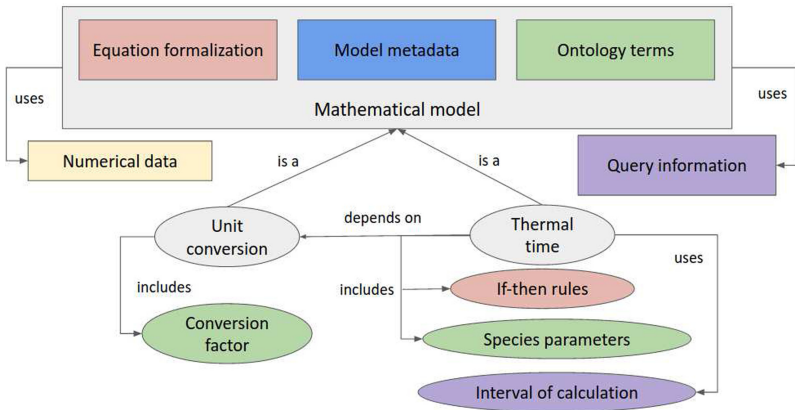 Equation formalization
Model metadata
Ontology terms
Mathematical model
uses
uses
Numerical data
Query information
is a
is a
Unit
conversion
depends on
Thermal
time
uses
includes
includes
If-then rules
Conversion
factor
Species parameters
Interval of calculation